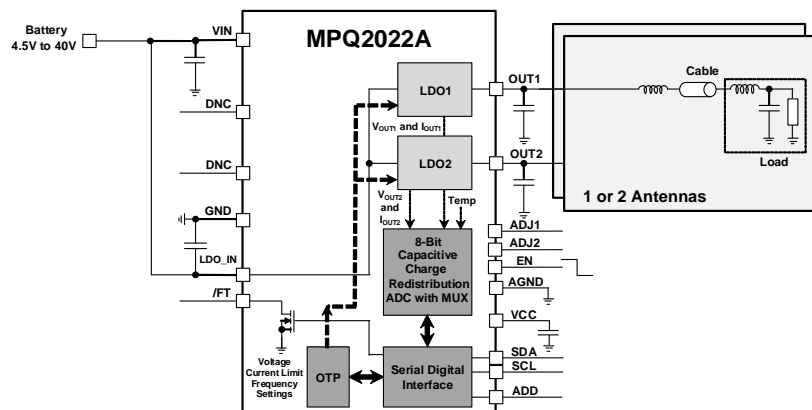 MPQ2022A
Battery
4.5V to 40V
VIN
DNC
DNC
GND
LDO_IN
/FT
LDO1
VOUT1 and IOUT1
LDO2
VOUT2
and
IOUT2
Temp
8-Bit
Capacitive
Charge
Redistribution
ADC with MUX
Voltage
Current Limit
Frequency
Settings
OTP
Serial Digital
Interface
OUT1
OUT2
ADJ1
ADJ2
EN
AGND
VCC
SDA
SCL
ADD
Cable
Load
1 or 2 Antennas